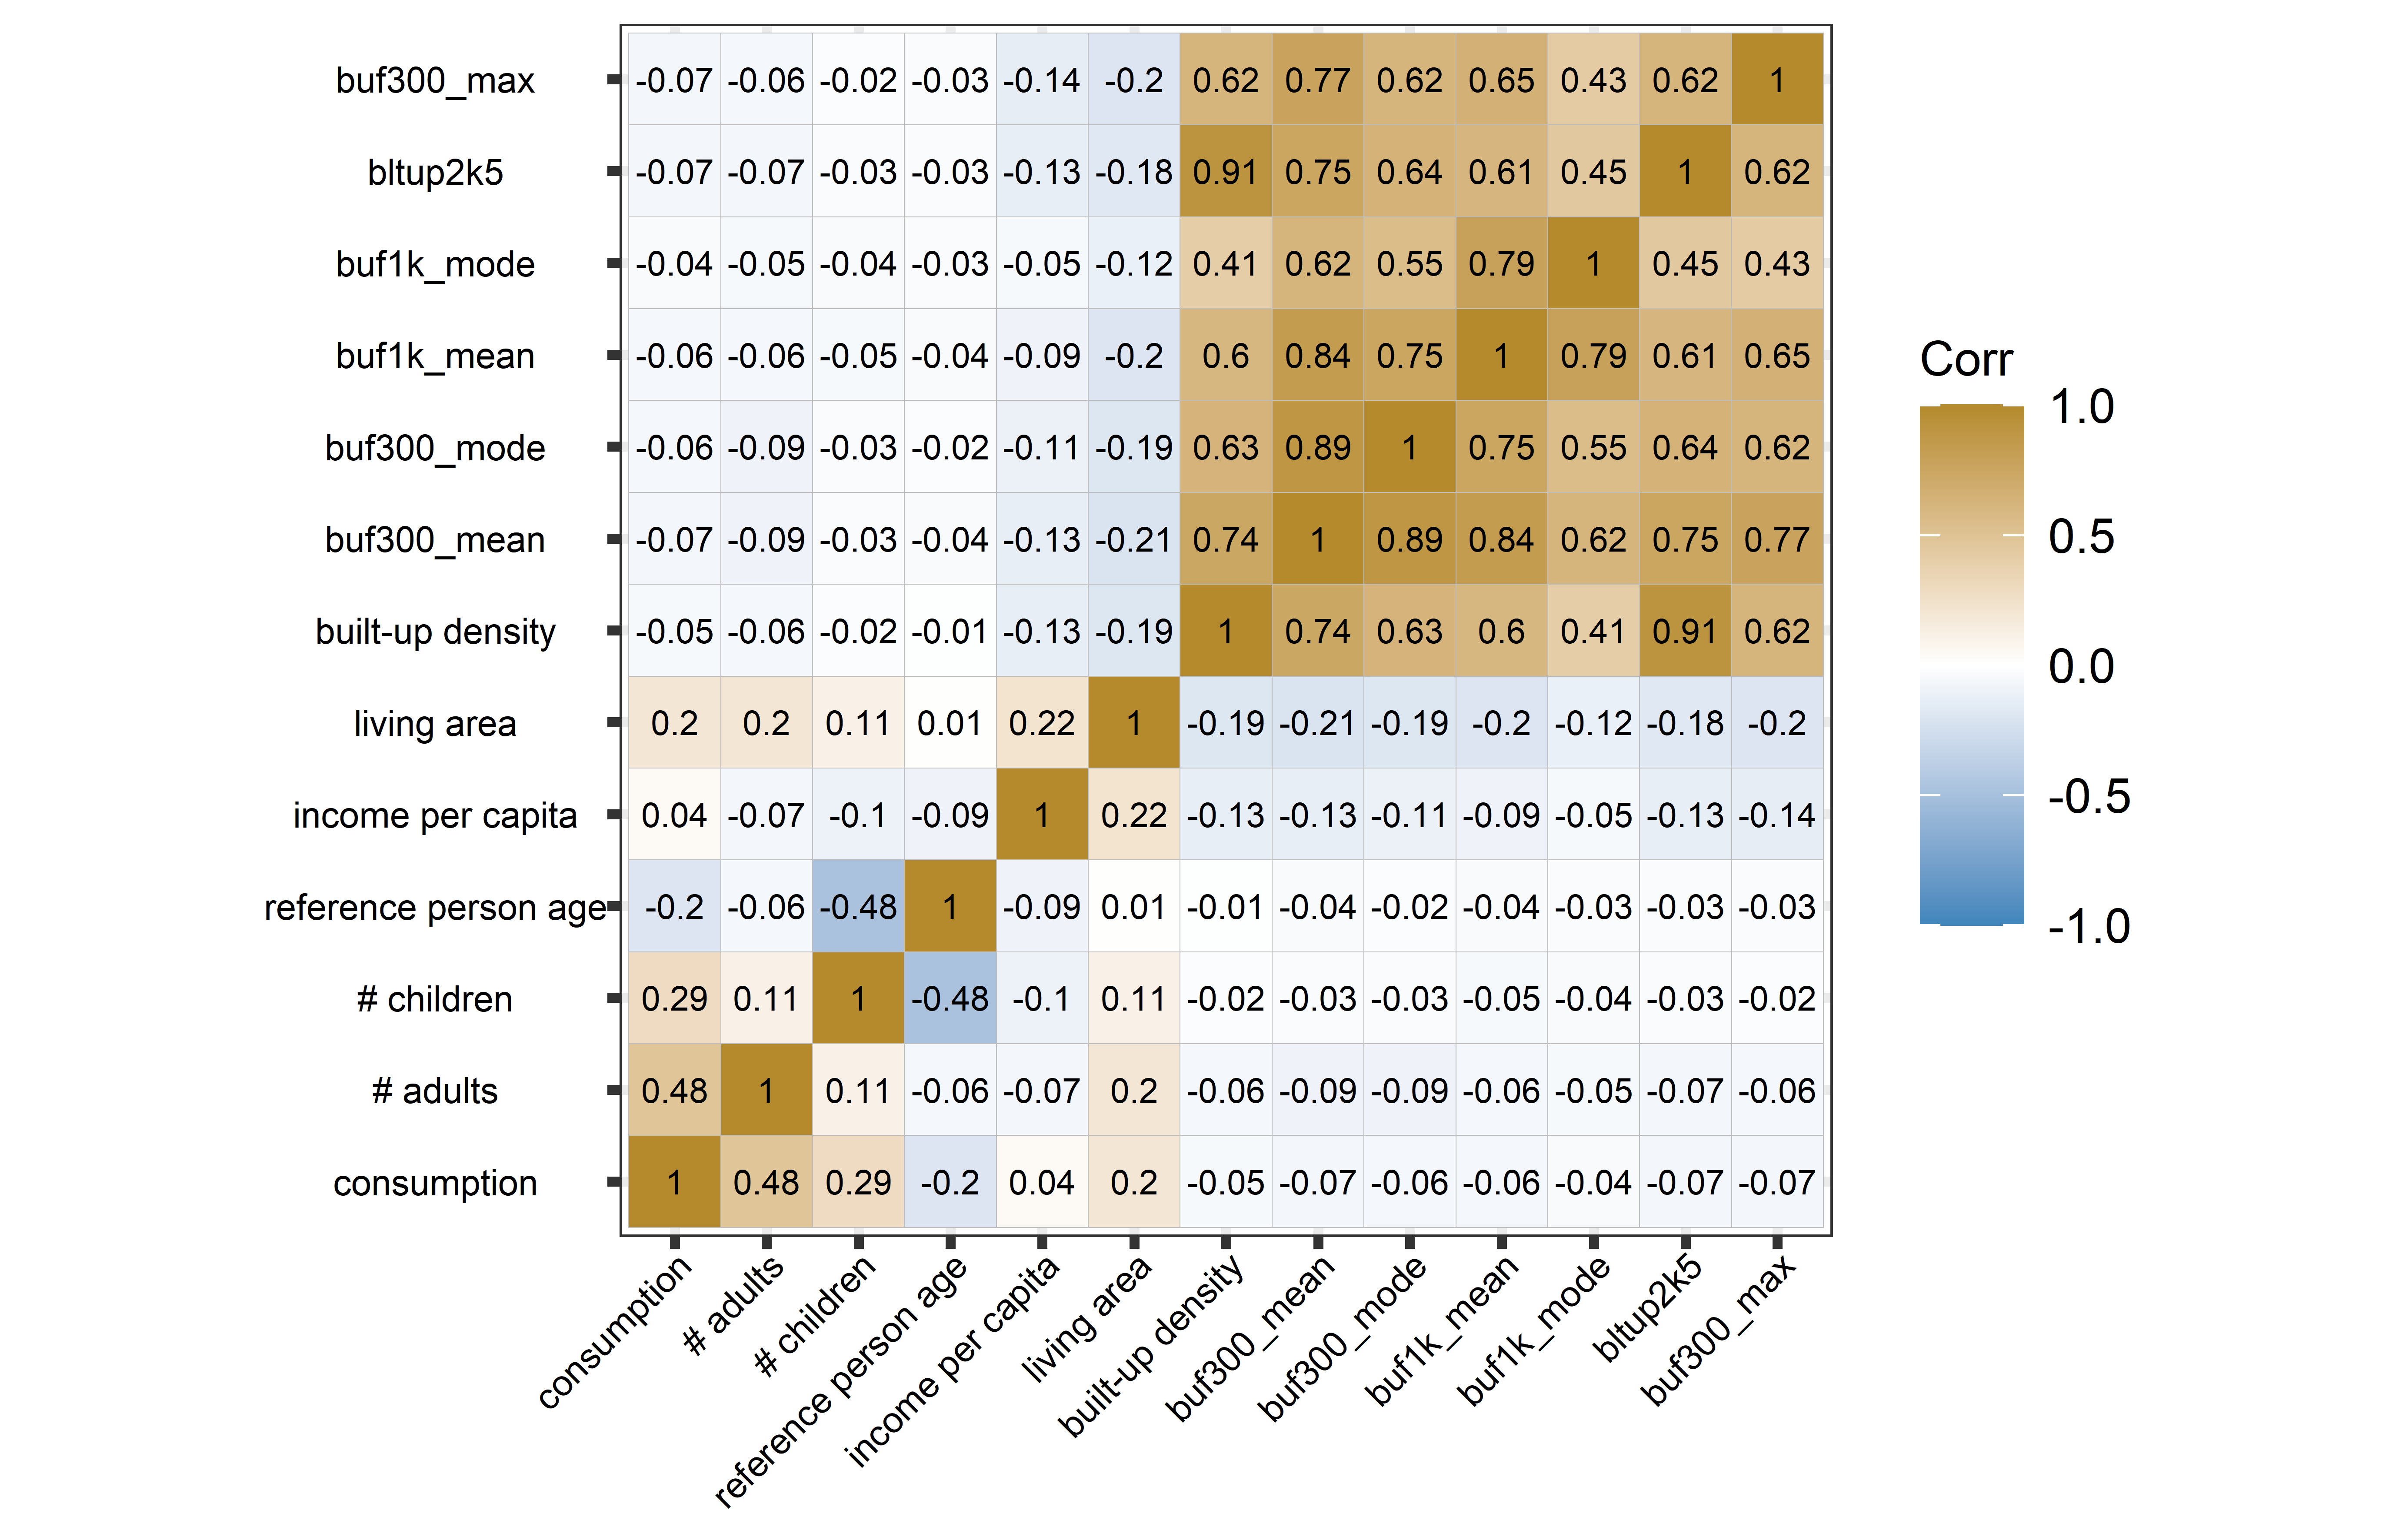 buf300_max -0.07 -0.06 -0.02 -0.03 -0.14 -0.2 0.62 0.77 0.62 0.65 0.43 0.62 1
bltup2k5 -0.07 -0.07 -0.03 -0.03 -0.13 -0.18 0.91 0.75 0.64 0.61 0.45 1 0.62
buf1k_mode -0.04 -0.05 -0.04 -0.03 -0.05 -0.12 0.41 0.62 0.55 0.79 1 0.45 0.43
buf1k_mean -0.06 -0.06 -0.05 -0.04 -0.09 -0.2 0.6 0.84 0.75 1 0.79 0.61 0.65
buf300_mode -0.06 -0.09 -0.03 -0.02 -0.11 -0.19 0.63 0.89 1 0.75 0.55 0.64 0.62
buf300_mean -0.07 -0.09 -0.03 -0.04 -0.13 -0.21 0.74 1 0.89 0.84 0.62 0.75 0.77
built-up density -0.05 -0.06 -0.02 -0.01 -0.13 -0.19 1 0.74 0.63 0.6 0.41 0.91 0.62
living area 0.2 0.2 0.11 0.01 0.22 1 -0.19 -0.21 -0.19 -0.2 -0.12 -0.18 -0.2
income per capita 0.04 -0.07 -0.1 -0.09 1 0.22 -0.13 -0.13 -0.11 -0.09 -0.05 -0.13 -0.14
reference person age -0.2 -0.06 -0.48 1 -0.09 0.01 -0.01 -0.04 -0.02 -0.04 -0.03 -0.03 -0.03
# children 0.29 0.11 1 -0.48 -0.1 0.11 -0.02 -0.03 -0.03 -0.05 -0.04 -0.03 -0.02
# adults 0.48 1 0.11 -0.06 -0.07 0.2 -0.06 -0.09 -0.09 -0.06 -0.05 -0.07 -0.06
consumption 1 0.48 0.29 -0.2 0.04 0.2 -0.05 -0.07 -0.06 -0.06 -0.04 -0.07 -0.07
consumption
# adults
# children
reference person age
income per capita
living area
built-up density
buf300_mean
buf300_mode
buf1k_mean
buf1k_mode
bltup2k5
buf300_max
Corr
1.0
0.5
0.0
-0.5
-1.0